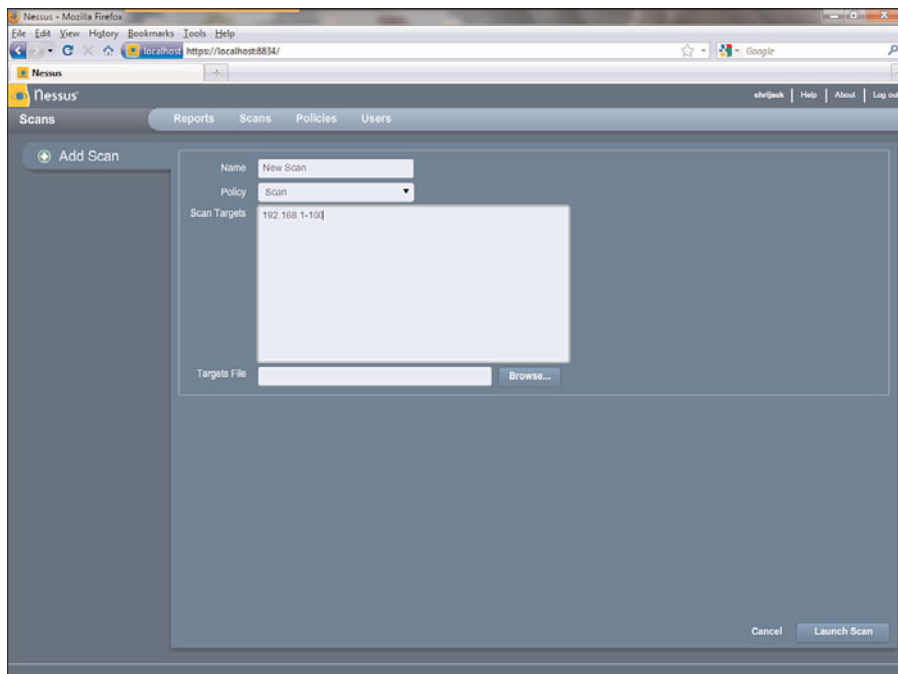 Nessus - Mozilla Firefox
File Edit View History Bookmarks Tools Help
localhost https://localhost:8834/
Google
Nessus
Nessus
Help About Log out
Scans
Reports Scans Policies Users
Add Scan
Name New Scan
Policy Scan
Scan Targets 192.168.1-100
Targets File Browse...
Cancel Launch Scan